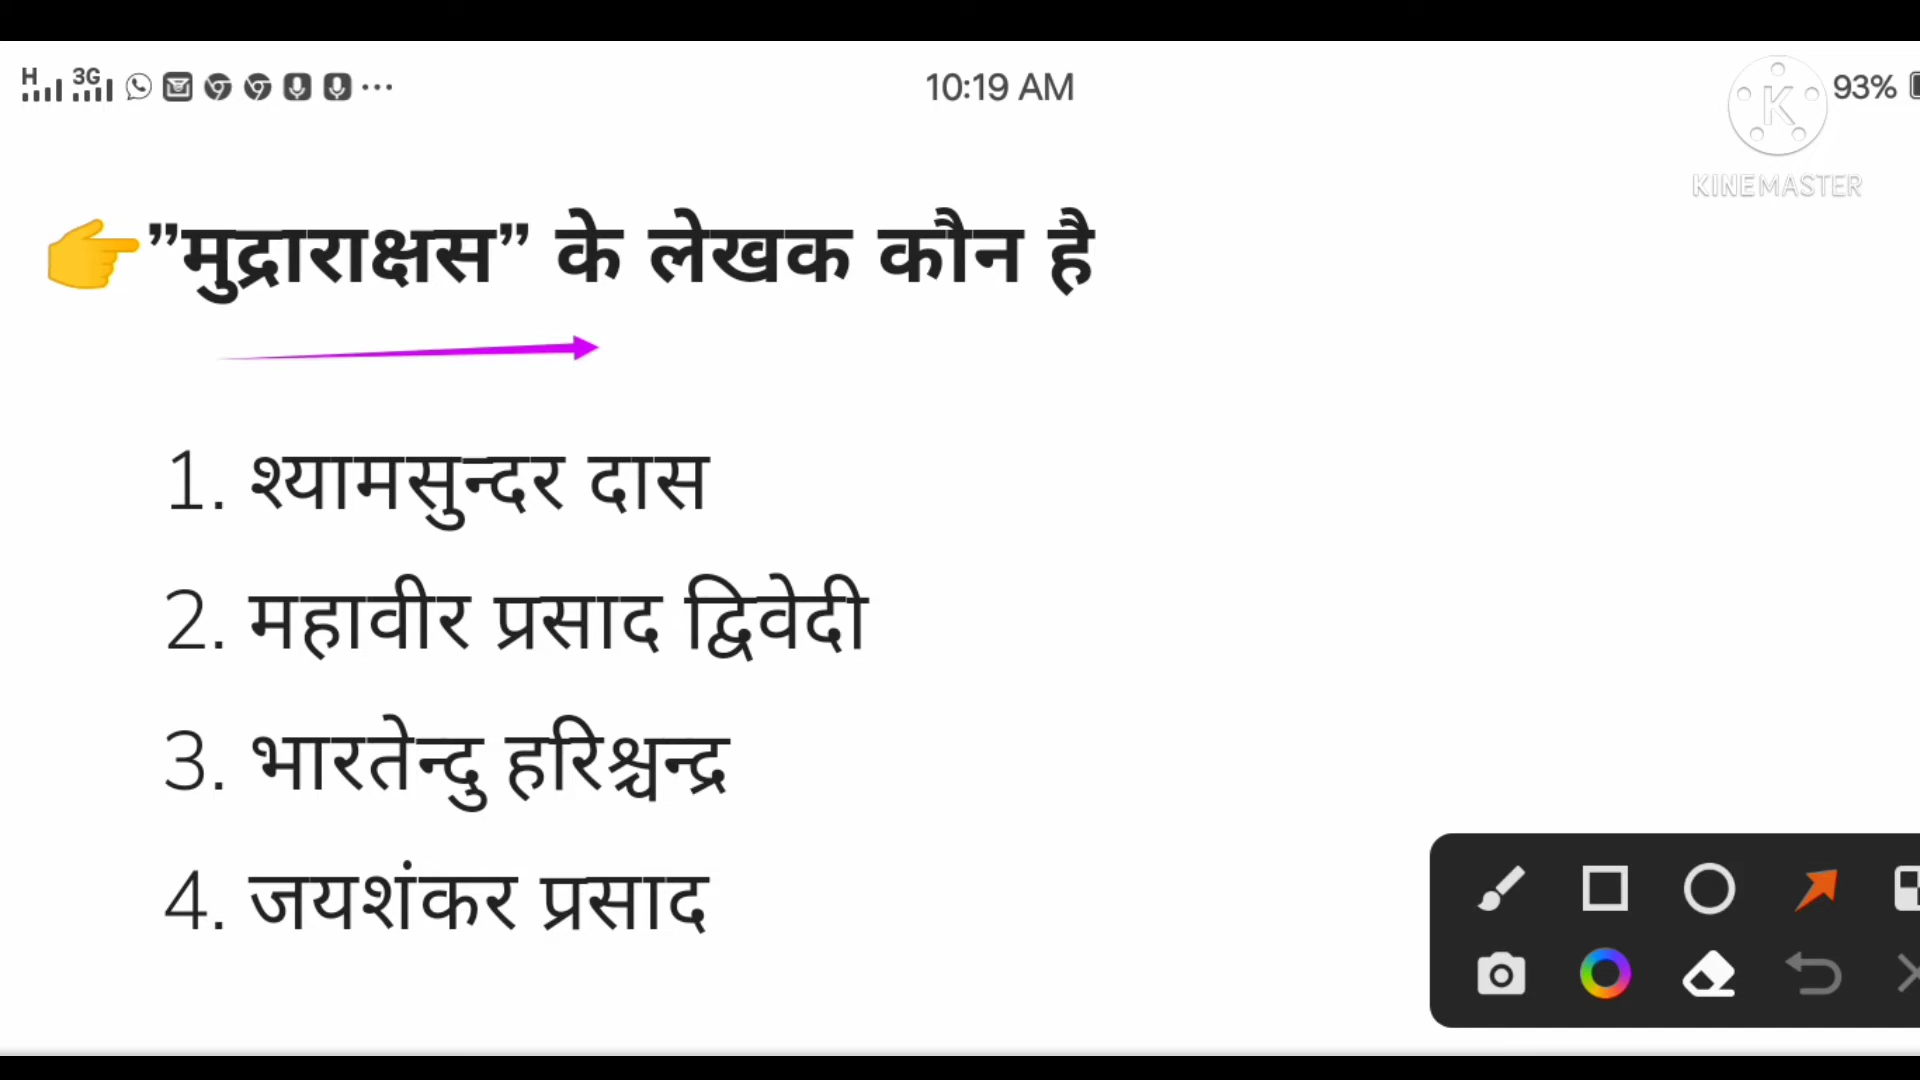 H 3G 10:19 AM 93%
K
KINEMASTER
👉”मुद्राराक्षस” के लेखक कौन है
1. श्यामसुन्दर दास
2. महावीर प्रसाद द्विवेदी
3. भारतेन्दु हरिश्चन्द्र
4. जयशंकर प्रसाद